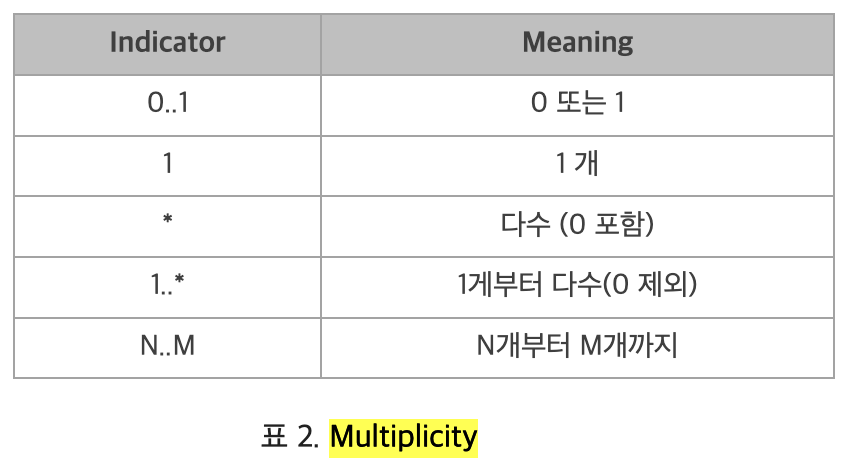 Indicator Meaning
0..1 0 또는 1
1 1 개
* 다수 (0 포함)
1..* 1게부터 다수(0 제외)
N..M N개부터 M개까지
표 2. Multiplicity